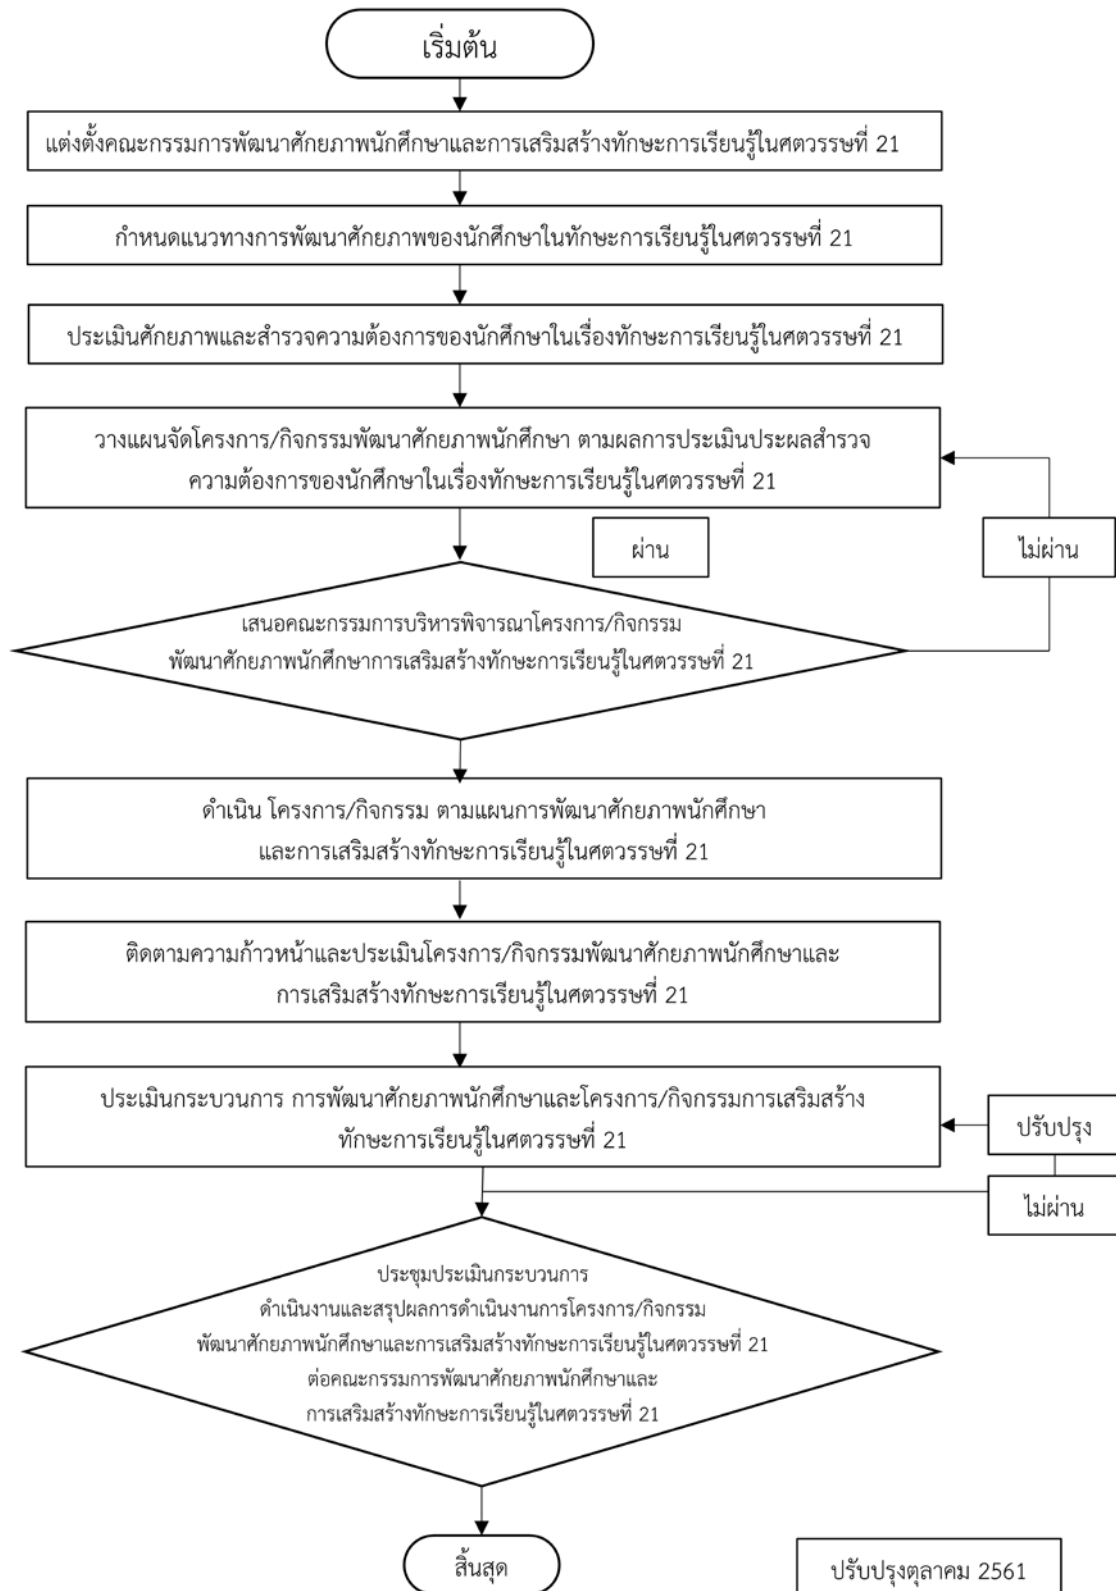 เริ่มต้น
แต่งตั้งคณะกรรมการพัฒนาศักยภาพนักศึกษาและการเสริมสร้างทักษะการเรียนรู้ในศตวรรษที่ 21
กำหนดแนวทางการพัฒนาศักยภาพของนักศึกษาในทักษะการเรียนรู้ในศตวรรษที่ 21
ประเมินศักยภาพและสำรวจความต้องการของนักศึกษาในเรื่องทักษะการเรียนรู้ในศตวรรษที่ 21
วางแผนจัดโครงการ/กิจกรรมพัฒนาศักยภาพนักศึกษา ตามผลการประเมินประผลสำรวจ
ความต้องการของนักศึกษาในเรื่องทักษะการเรียนรู้ในศตวรรษที่ 21
ผ่าน
ไม่ผ่าน
เสนอคณะกรรมการบริหารพิจารณาโครงการ/กิจกรรม
พัฒนาศักยภาพนักศึกษาการเสริมสร้างทักษะการเรียนรู้ในศตวรรษที่ 21
ดำเนิน โครงการ/กิจกรรม ตามแผนการพัฒนาศักยภาพนักศึกษา
และการเสริมสร้างทักษะการเรียนรู้ในศตวรรษที่ 21
ติดตามความก้าวหน้าและประเมินโครงการ/กิจกรรมพัฒนาศักยภาพนักศึกษาและ
การเสริมสร้างทักษะการเรียนรู้ในศตวรรษที่ 21
ประเมินกระบวนการ การพัฒนาศักยภาพนักศึกษาและโครงการ/กิจกรรมการเสริมสร้าง
ทักษะการเรียนรู้ในศตวรรษที่ 21
ปรับปรุง
ไม่ผ่าน
ประชุมประเมินกระบวนการ
ดำเนินงานและสรุปผลการดำเนินงานการโครงการ/กิจกรรม
พัฒนาศักยภาพนักศึกษาและการเสริมสร้างทักษะการเรียนรู้ในศตวรรษที่ 21
ต่อคณะกรรมการพัฒนาศักยภาพนักศึกษาและ
การเสริมสร้างทักษะการเรียนรู้ในศตวรรษที่ 21
สิ้นสุด
ปรับปรุงตุลาคม 2561